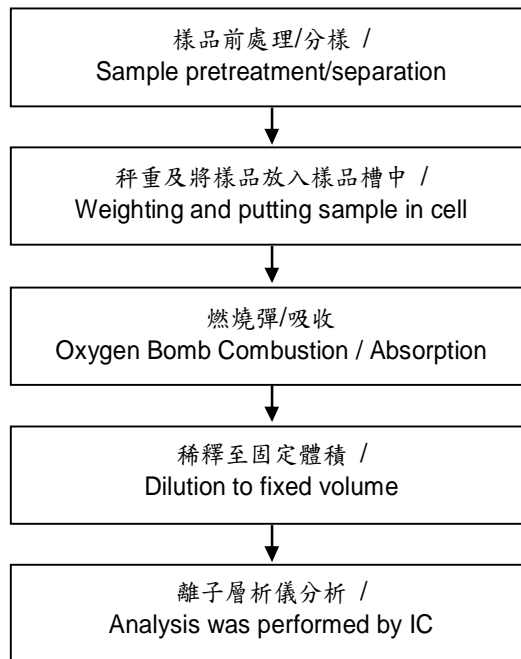 樣品前處理/分樣 /
Sample pretreatment/separation
秤重及將樣品放入樣品槽中 /
Weighting and putting sample in cell
燃燒彈/吸收
Oxygen Bomb Combustion / Absorption
稀釋至固定體積 /
Dilution to fixed volume
離子層析儀分析 /
Analysis was performed by IC